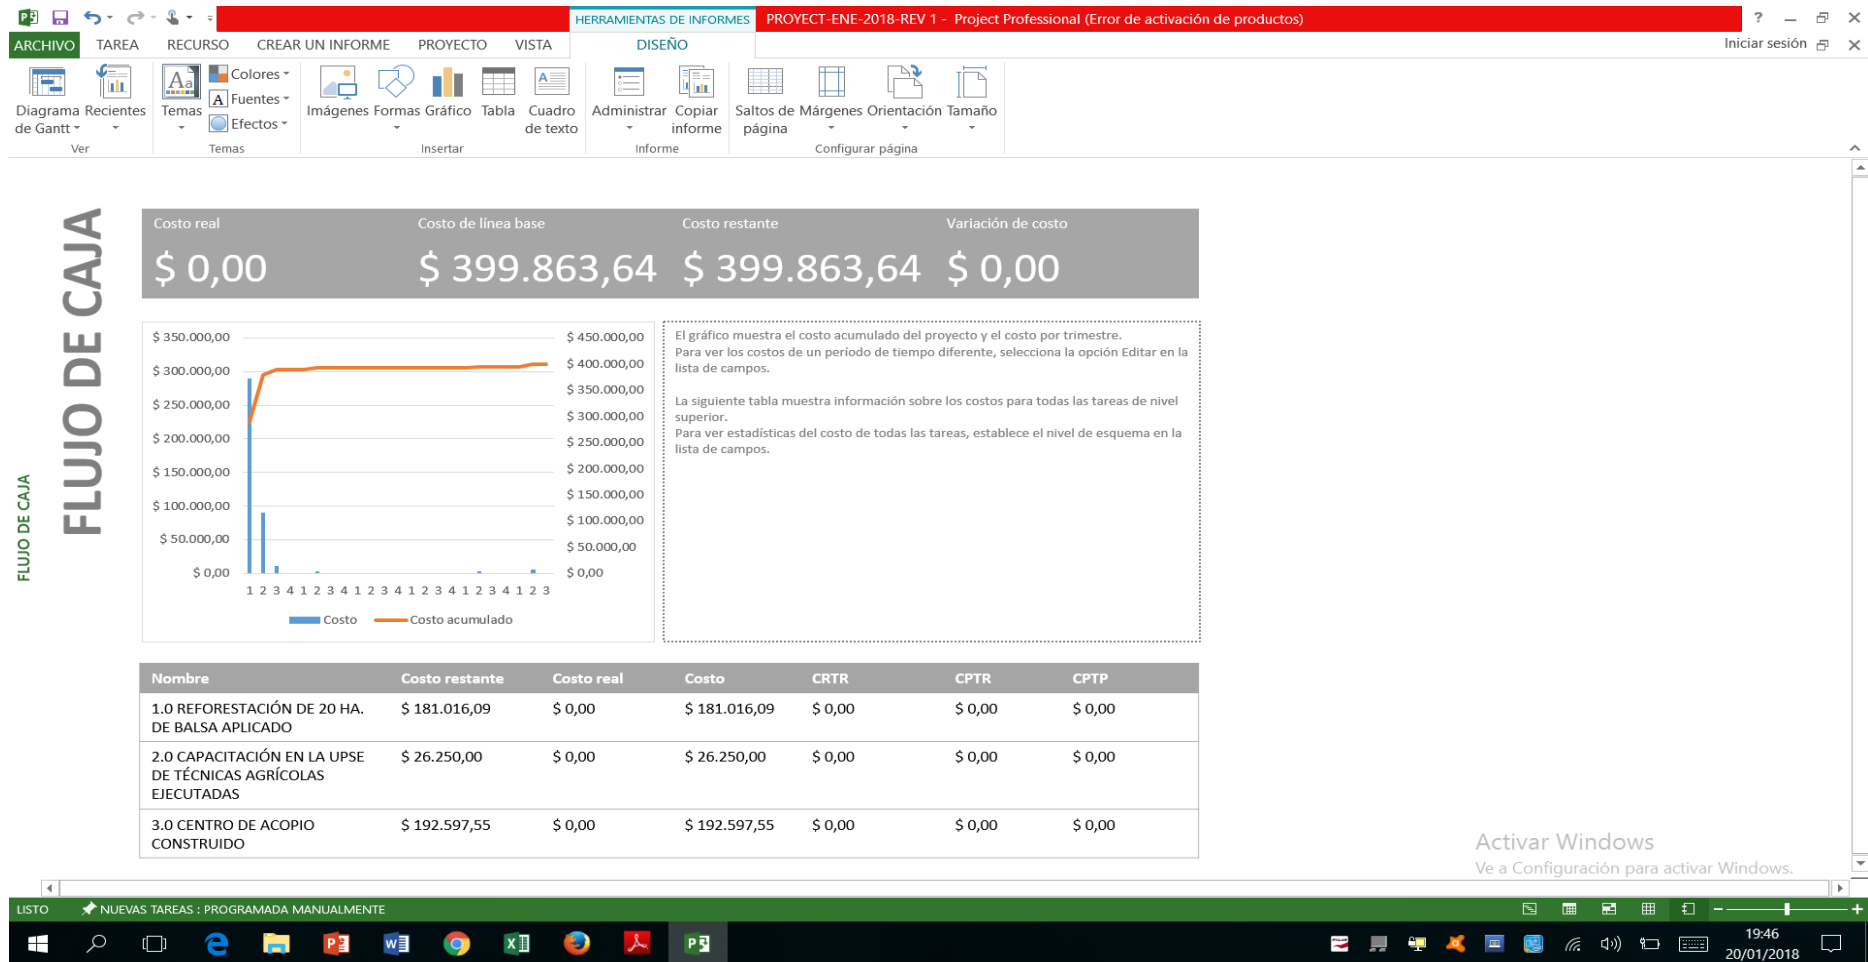 HERRAMIENTAS DE INFORMES
PROYECT-ENE-2018-REV 1 - Project Professional (Error de activación de productos)
?
ARCHIVO TAREA RECURSO CREAR UN INFORME PROYECTO VISTA DISEÑO
Iniciar sesión
Diagrama de Gantt
Recientes
Ver
Temas
Colores
Fuentes
Efectos
Temas
Imágenes
Formas
Gráfico
Tabla
Cuadro de texto
Insertar
Administrar
Copiar informe
Informe
Saltos de página
Márgenes
Orientación
Tamaño
Configurar página
FLUJO DE CAJA
FLUJO DE CAJA
Costo real Costo de línea base Costo restante Variación de costo
$ 0,00 $ 399.863,64 $ 399.863,64 $ 0,00
$ 350.000,00
$ 300.000,00
$ 250.000,00
$ 200.000,00
$ 150.000,00
$ 100.000,00
$ 50.000,00
$ 0,00
$ 450.000,00
$ 400.000,00
$ 350.000,00
$ 300.000,00
$ 250.000,00
$ 200.000,00
$ 150.000,00
$ 100.000,00
$ 50.000,00
$ 0,00
1 2 3 4 1 2 3 4 1 2 3 4 1 2 3 4 1 2 3 4 1 2 3
Costo Costo acumulado
El gráfico muestra el costo acumulado del proyecto y el costo por trimestre.
Para ver los costos de un período de tiempo diferente, selecciona la opción Editar en la
lista de campos.
La siguiente tabla muestra información sobre los costos para todas las tareas de nivel
superior.
Para ver estadísticas del costo de todas las tareas, establece el nivel de esquema en la
lista de campos.
Nombre Costo restante Costo real Costo CRTR CPTR CPTP
1.0 REFORESTACIÓN DE 20 HA. $ 181.016,09 $ 0,00 $ 181.016,09 $ 0,00 $ 0,00 $ 0,00
DE BALSA APLICADO
2.0 CAPACITACIÓN EN LA UPSE $ 26.250,00 $ 0,00 $ 26.250,00 $ 0,00 $ 0,00 $ 0,00
DE TÉCNICAS AGRÍCOLAS
EJECUTADAS
3.0 CENTRO DE ACOPIO $ 192.597,55 $ 0,00 $ 192.597,55 $ 0,00 $ 0,00 $ 0,00
CONSTRUIDO
Activar Windows
Ve a Configuración para activar Windows.
LISTO NUEVAS TAREAS : PROGRAMADA MANUALMENTE
19:46
20/01/2018